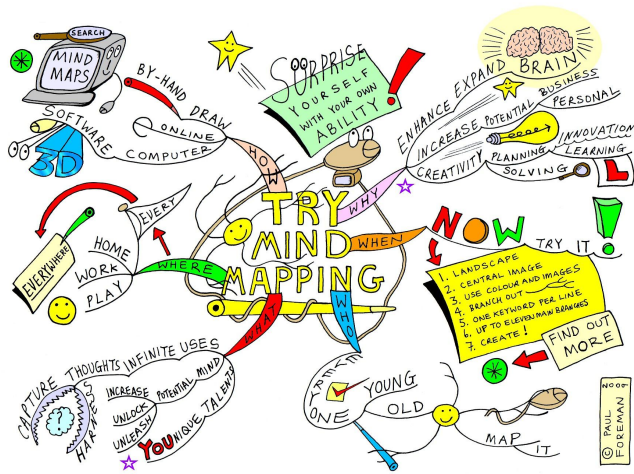 SEARCH
MIND
MAPS
BY-HAND DRAW
SOFTWARE
ONLINE
COMPUTER
3D
HOW
SURPRISE
YOURSELF
WITH YOUR OWN
ABILITY!
WHY
ENHANCE EXPAND BRAIN
INCREASE POTENTIAL BUSINESS
PERSONAL
CREATIVITY PLANNING INNOVATION
LEARNING
SOLVING
L
TRY
MIND
MAPPING
WHERE
EVERY
EVERYWHERE
HOME
WORK
PLAY
WHEN
NOW
TRY IT!
1. LANDSCAPE
2. CENTRAL IMAGE
3. USE COLOUR AND IMAGES
4. BRANCH OUT
5. ONE KEYWORD PER LINE
6. UP TO ELEVEN MAIN BRANGES
7. CREATE!
FIND OUT
MORE
WHAT
CAPTURE THOUGHTS INFINITE USES
HARNESS
INCREASE POTENTIAL MIND
UNLOCK
UNLEASH
YOUNIQUE TALENTS
WHO
EVERYONE
YOUNG
OLD
MAP
IT
© PAUL
FOREMAN